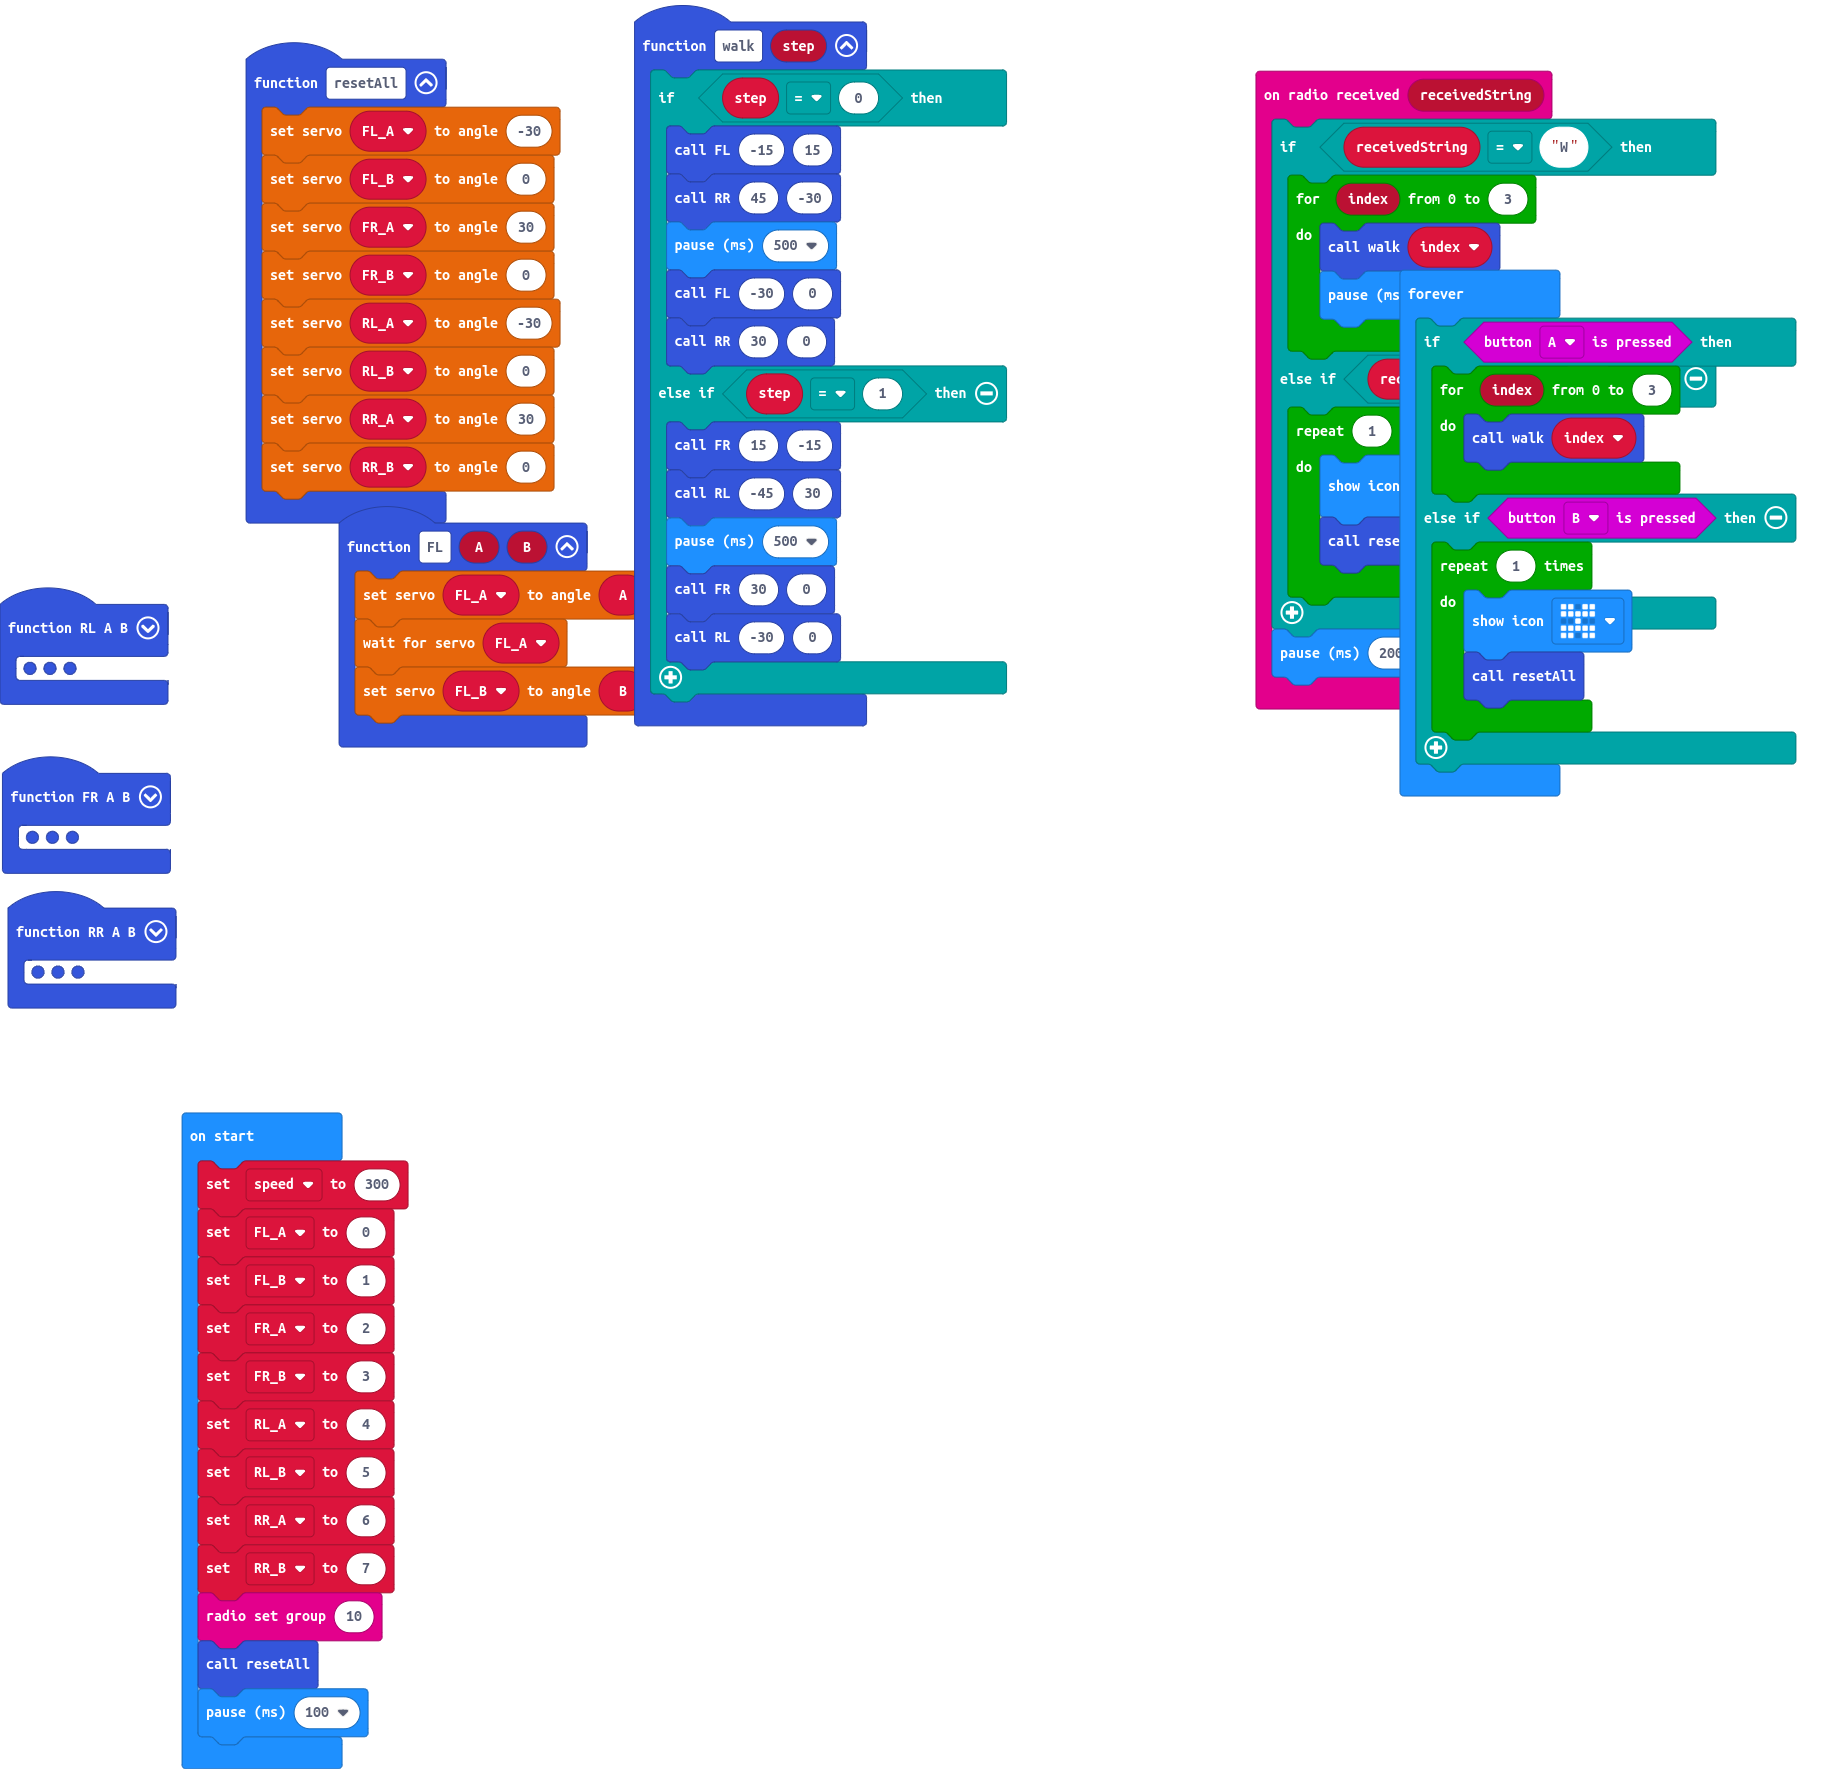 function resetAll
set servo FL_A to angle -30
set servo FL_B to angle 0
set servo FR_A to angle 30
set servo FR_B to angle 0
set servo RL_A to angle -30
set servo RL_B to angle 0
set servo RR_A to angle 30
set servo RR_B to angle 0
function FL A B
set servo FL_A to angle A
wait for servo FL_A
set servo FL_B to angle B
function RL A B
function FR A B
function RR A B
function walk step
if step = 0 then
call FL -15 15
call RR 45 -30
pause (ms) 500
call FL -30 0
call RR 30 0
else if step = 1 then
call FR 15 -15
call RL -45 30
pause (ms) 500
call FR 30 0
call RL -30 0
on radio received receivedString
if receivedString = "W" then
for index from 0 to 3
do
call walk index
pause (ms
else if rec
repeat 1
do
show icon
call rese
pause (ms) 200
forever
if button A is pressed then
for index from 0 to 3
do
call walk index
else if button B is pressed then
repeat 1 times
do
show icon
call resetAll
on start
set speed to 300
set FL_A to 0
set FL_B to 1
set FR_A to 2
set FR_B to 3
set RL_A to 4
set RL_B to 5
set RR_A to 6
set RR_B to 7
radio set group 10
call resetAll
pause (ms) 100